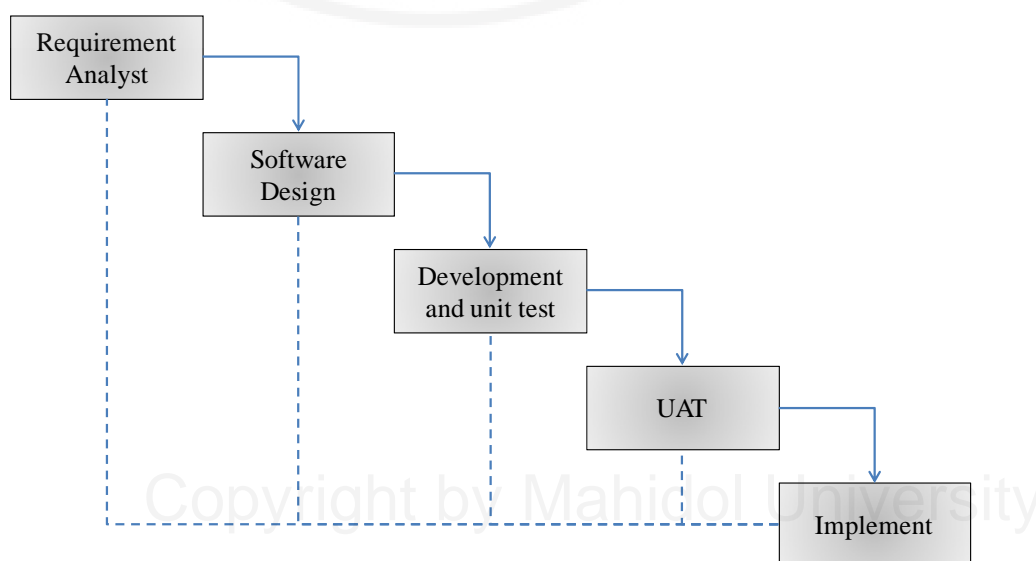 Requirement
Analyst
Software
Design
Development
and unit test
UAT
Copyright by Mahidol University
Implement